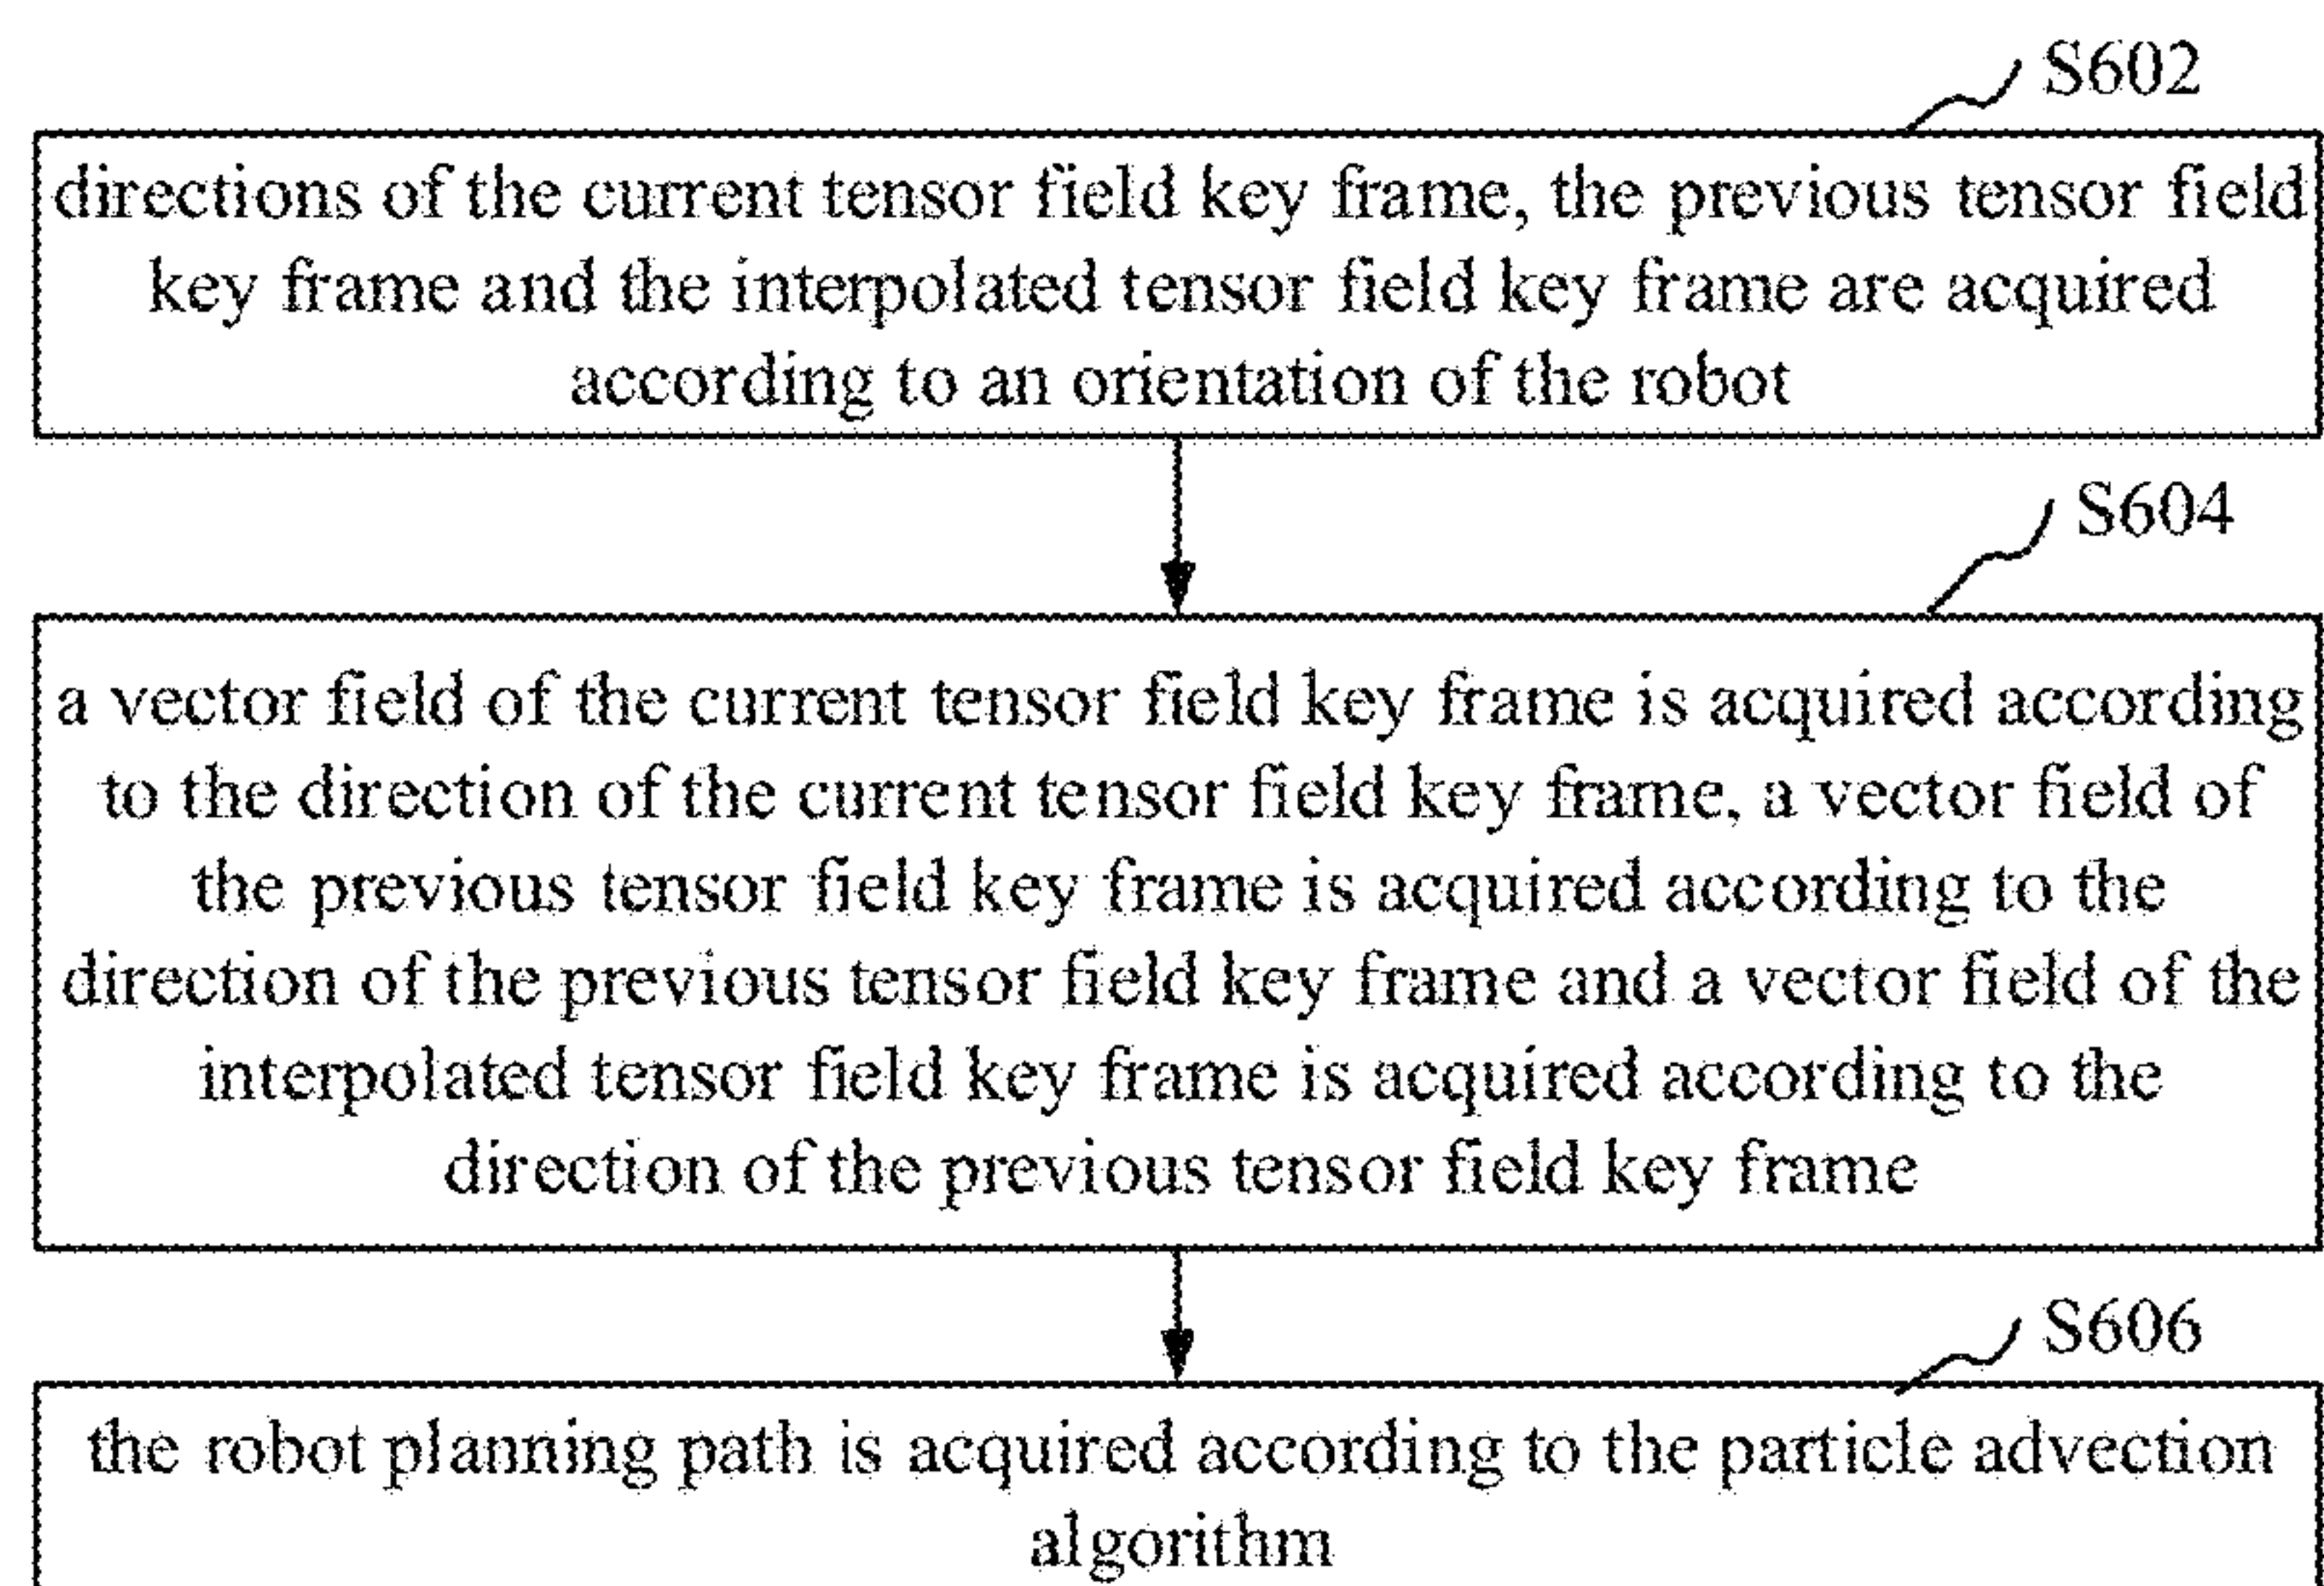 S602
directions of the current tensor field key frame, the previous tensor field
key frame and the interpolated tensor field key frame are acquired
according to an orientation of the robot
S604
a vector field of the current tensor field key frame is acquired according
to the direction of the current tensor field key frame, a vector field of
the previous tensor field key frame is acquired according to the
direction of the previous tensor field key frame and a vector field of the
interpolated tensor field key frame is acquired according to the
direction of the previous tensor field key frame
S606
the robot planning path is acquired according to the particle advection
algorithm